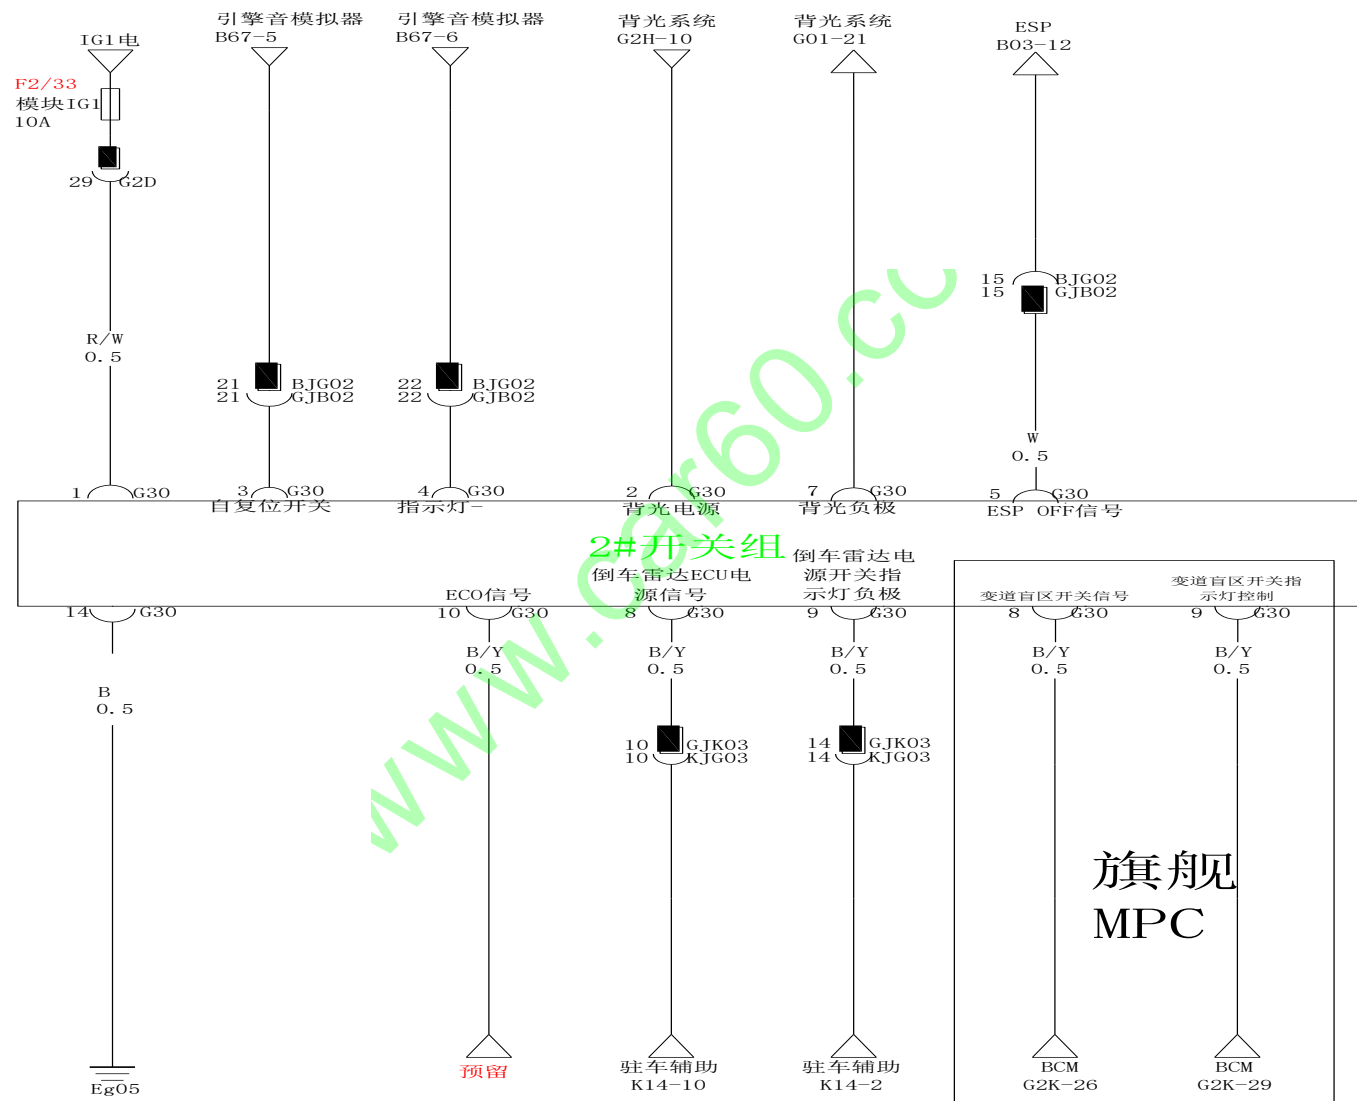 IG1电
F2/33
模块IG1
10A
29 G2D
R/W
0.5
1 G30
引擎音模拟器
B67-5
21 BJG02
21 GJB02
3 G30
自复位开关
引擎音模拟器
B67-6
22 BJG02
22 GJB02
4 G30
指示灯-
背光系统
G2H-10
2 G30
背光电源
背光系统
G01-21
7 G30
背光负极
ESP
B03-12
15 BJG02
15 GJB02
W
0.5
5 G30
ESP OFF信号
2#开关组
14 G30
B
0.5
Eg05
ECO信号
10 G30
B/Y
0.5
预留
倒车雷达ECU电
源信号
8 G30
B/Y
0.5
10 GJK03
10 KJG03
驻车辅助
K14-10
倒车雷达电
源开关指
示灯负极
9 G30
B/Y
0.5
14 GJK03
14 KJG03
驻车辅助
K14-2
变道盲区开关信号
8 G30
B/Y
0.5
BCM
G2K-26
变道盲区开关指
示灯控制
9 G30
B/Y
0.5
BCM
G2K-29
旗舰
MPC
www.car60.co